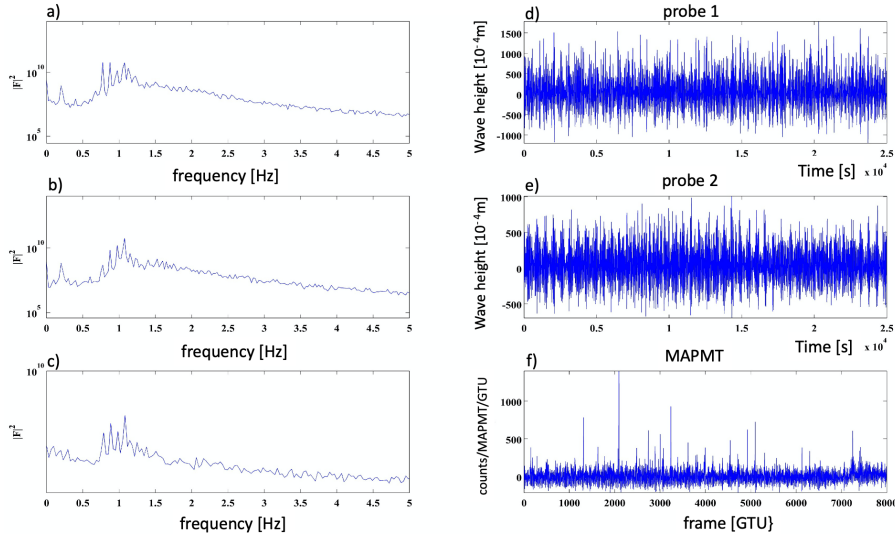 a)
|F|²
10¹⁰
10⁵
0 0.5 1 1.5 2 2.5 3 3.5 4 4.5 5
frequency [Hz]
b)
|F|²
10¹⁰
10⁵
0 0.5 1 1.5 2 2.5 3 3.5 4 4.5 5
frequency [Hz]
c)
|F|²
10¹⁰
0 0.5 1 1.5 2 2.5 3 3.5 4 4.5 5
frequency [Hz]
d)
probe 1
Wave height [10⁻⁴m]
1500
1000
500
0
-500
-1000
0 0.5 1 1.5 2 2.5
Time [s] x 10⁴
e)
probe 2
Wave height [10⁻⁴m]
1000
500
0
-500
0 0.5 1 1.5 2 2.5
Time [s] x 10⁴
f)
MAPMT
counts/MAPMT/GTU
1000
500
0
0 1000 2000 3000 4000 5000 6000 7000 8000
frame [GTU}